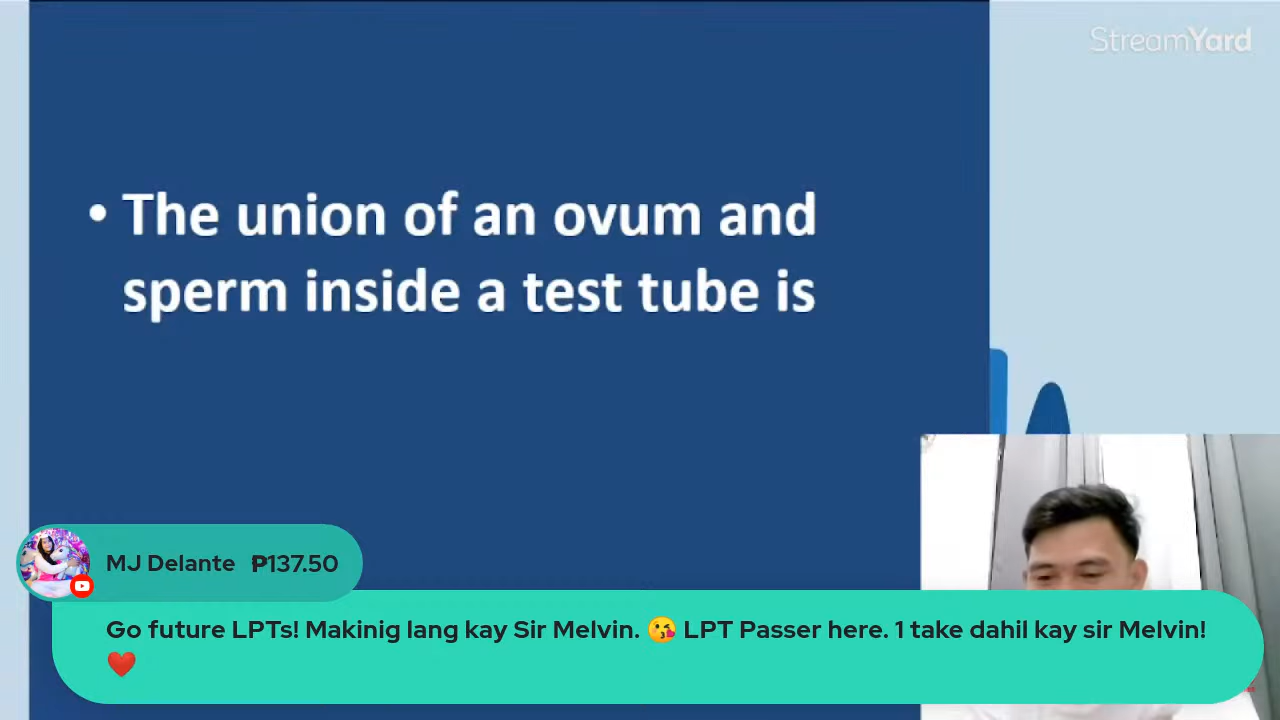 StreamYard
• The union of an ovum and
sperm inside a test tube is
MJ Delante ₱137.50
Go future LPTs! Makinig lang kay Sir Melvin. 😘 LPT Passer here. 1 take dahil kay sir Melvin!
❤️